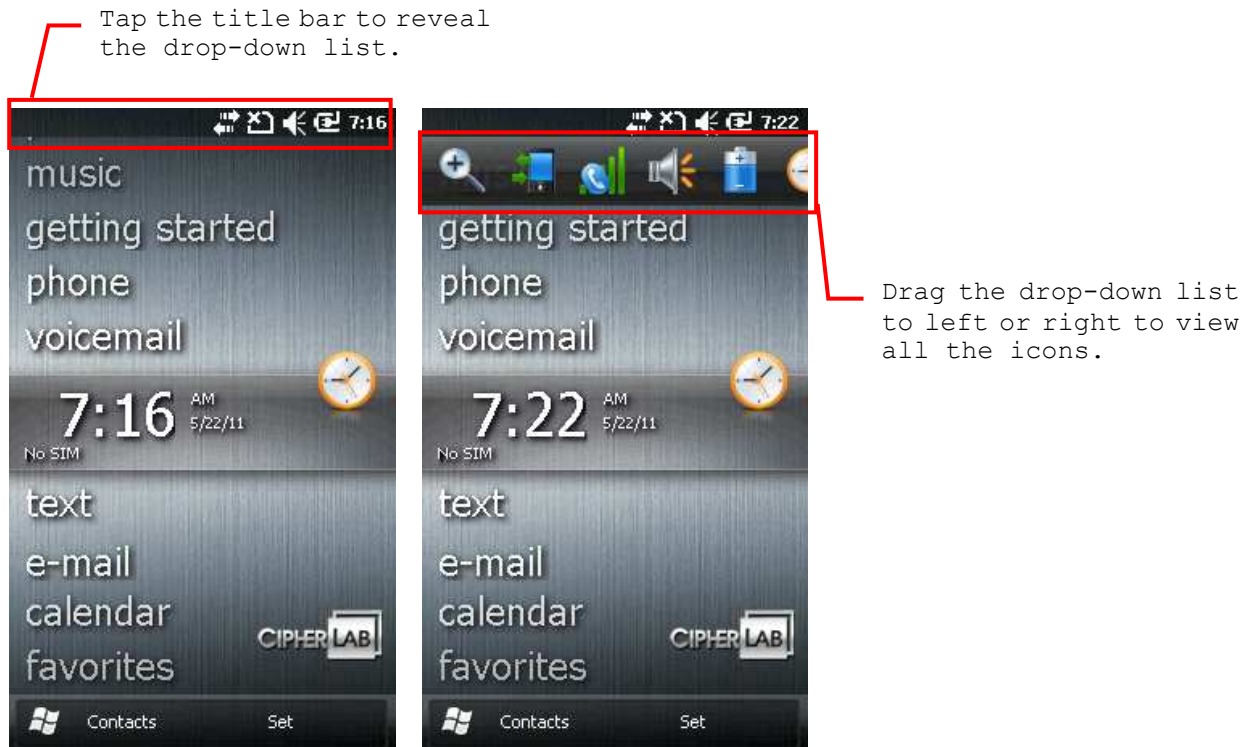 Tap the title bar to reveal
the drop-down list.
7:16
music
getting started
phone
voicemail
7:16 AM
5/22/11
No SIM
text
e-mail
calendar
CIPHERLAB
favorites
Contacts Set
7:22
getting started
phone
voicemail
7:22 AM
5/22/11
No SIM
text
e-mail
calendar
CIPHERLAB
favorites
Contacts Set
Drag the drop-down list
to left or right to view
all the icons.